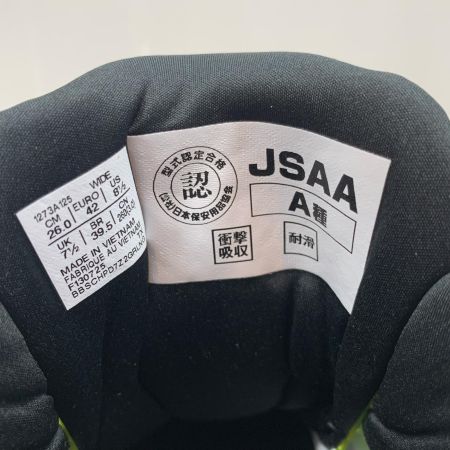 1273A125 WIDE
CM EURO US
26.0 42 8½
UK BR CN
7½ 39.5
MADE IN VIETNAM
FABRIQUE AU VIETNAM
F130725
型式認定合格
認
(公社)日本保安用品協会
JSAA
A種
衝撃
吸収
耐滑